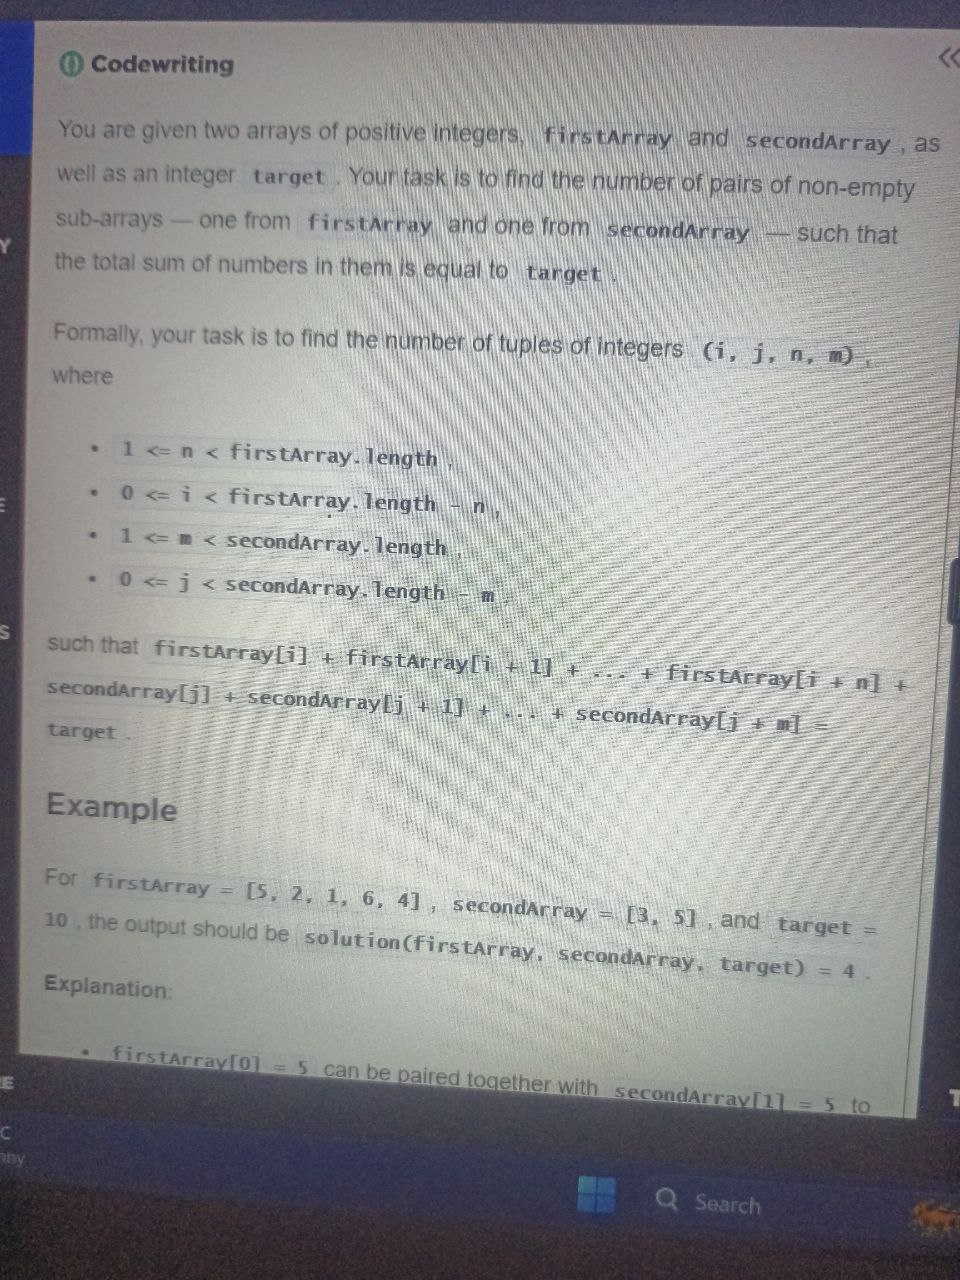 Codewriting
You are given two arrays of positive integers, firstArray and secondArray , as
well as an integer target . Your task is to find the number of pairs of non-empty
sub-arrays — one from firstArray and one from secondArray — such that
the total sum of numbers in them is equal to target .
Formally, your task is to find the number of tuples of integers (i, j, n, m) ,
where
• 1 <= n < firstArray.length ,
• 0 <= i < firstArray.length - n ,
• 1 <= m < secondArray.length ,
• 0 <= j < secondArray.length - m
such that firstArray[i] + firstArray[i + 1] + ... + firstArray[i + n] +
secondArray[j] + secondArray[j + 1] + ... + secondArray[j + m] =
target .
Example
For firstArray = [5, 2, 1, 6, 4] , secondArray = [3, 5] , and target =
10 , the output should be solution(firstArray, secondArray, target) = 4 .
Explanation:
• firstArray[0] = 5 can be paired together with secondArray[1] = 5 to
Search